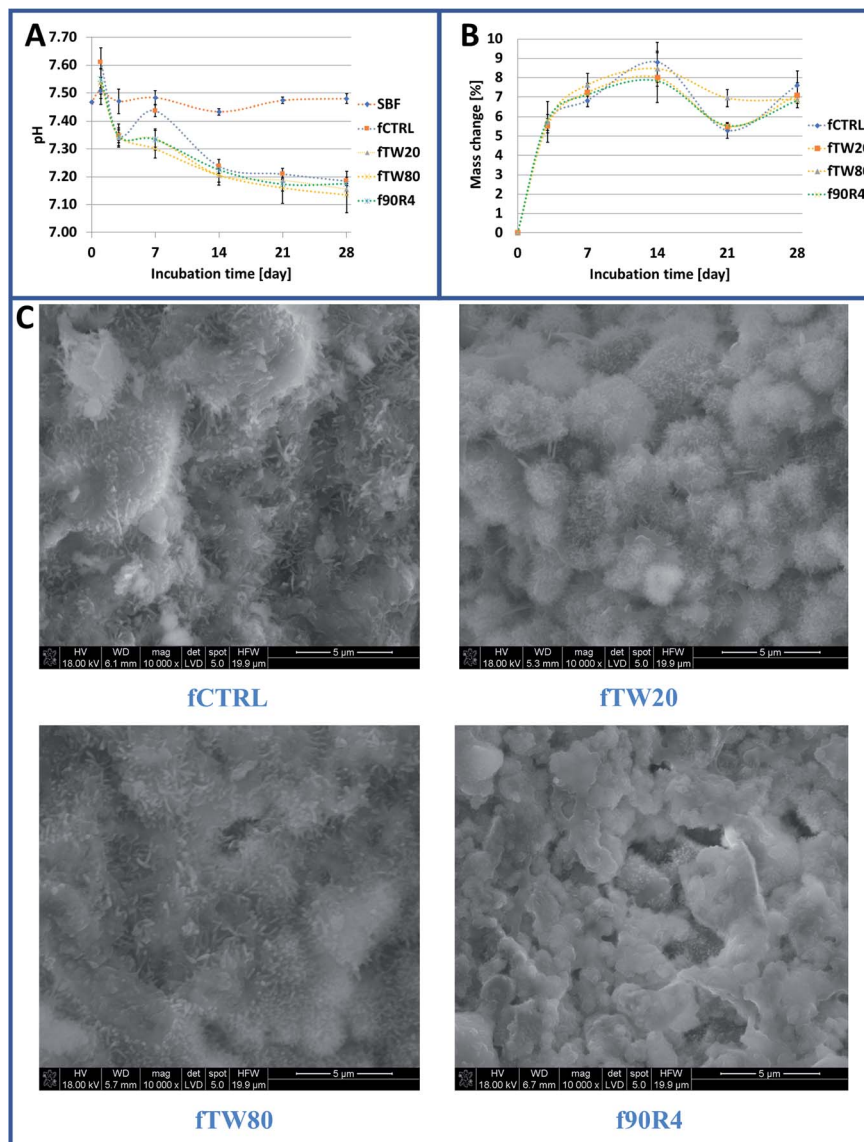 A
7.70
7.60
7.50
7.40
7.30
7.20
7.10
7.00
pH
0 7 14 21 28
Incubation time [day]
SBF
fCTRL
fTW20
fTW80
f90R4
B
10
9
8
7
6
5
4
3
2
1
0
Mass change [%]
0 7 14 21 28
Incubation time [day]
fCTRL
fTW20
fTW80
f90R4
C
HV WD mag det spot HFW 5 µm
18.00 kV 6.1 mm 10 000 x LVD 5.0 19.9 µm
fCTRL
HV WD mag det spot HFW 5 µm
18.00 kV 5.3 mm 10 000 x LVD 5.0 19.9 µm
fTW20
HV WD mag det spot HFW 5 µm
18.00 kV 5.7 mm 10 000 x LVD 5.0 19.9 µm
fTW80
HV WD mag det spot HFW 5 µm
18.00 kV 6.7 mm 10 000 x LVD 5.0 19.9 µm
f90R4